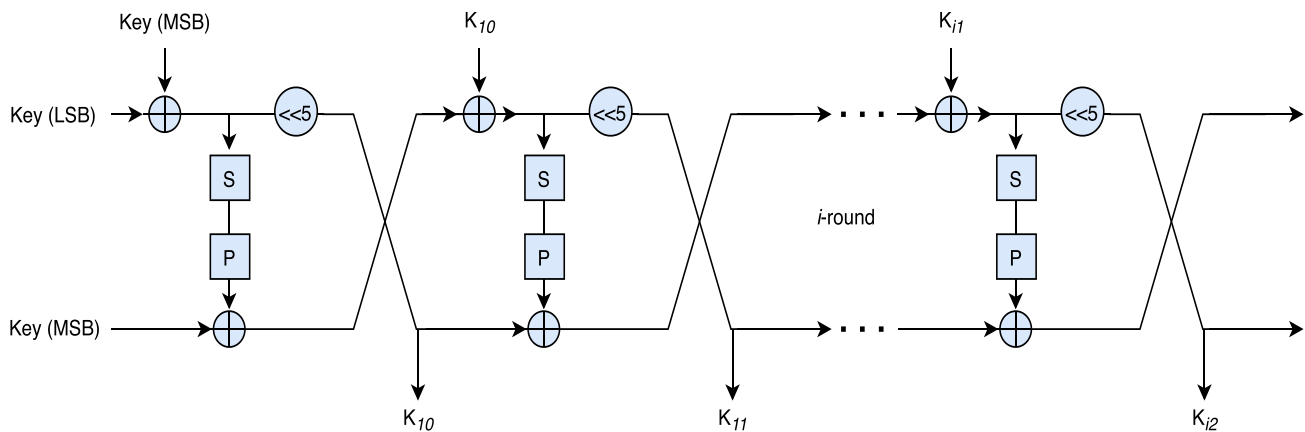 Key (MSB)
K10
Ki1
Key (LSB)
<<5
<<5
. . .
<<5
S
S
S
i-round
P
P
P
Key (MSB)
. . .
K10
K11
Ki2